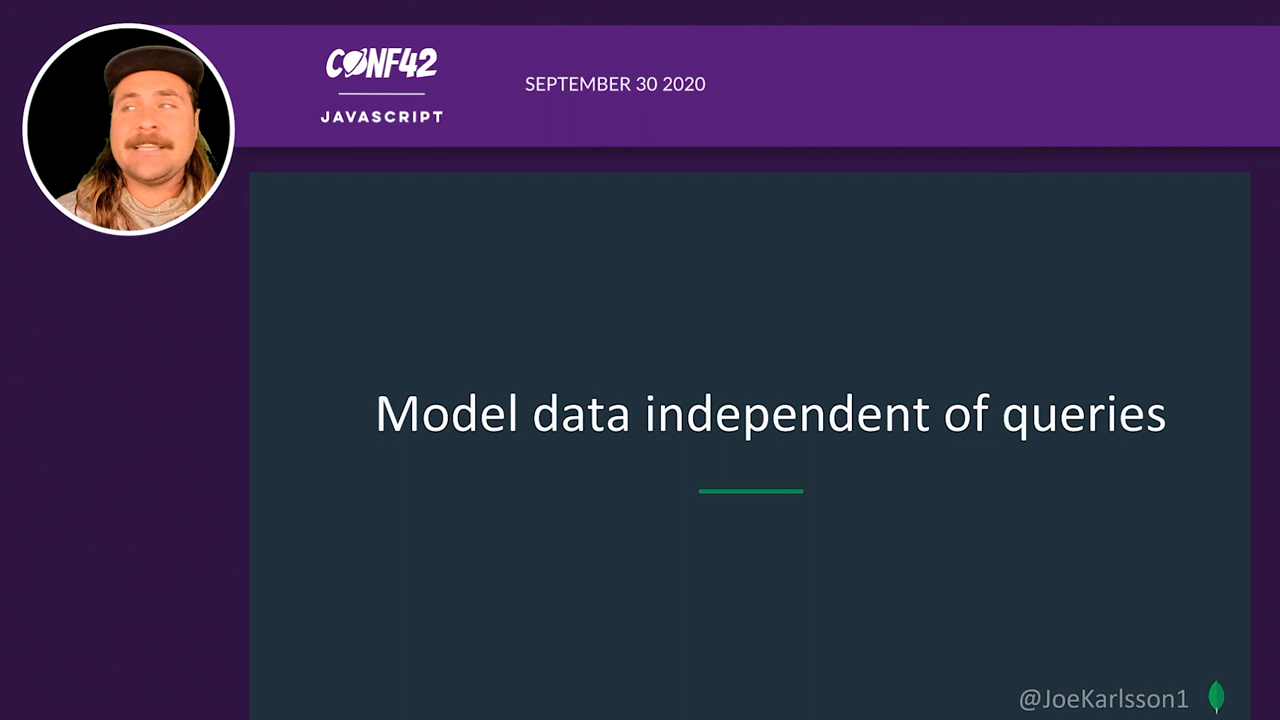 CONF42
JAVASCRIPT
SEPTEMBER 30 2020
Model data independent of queries
@JoeKarlsson1